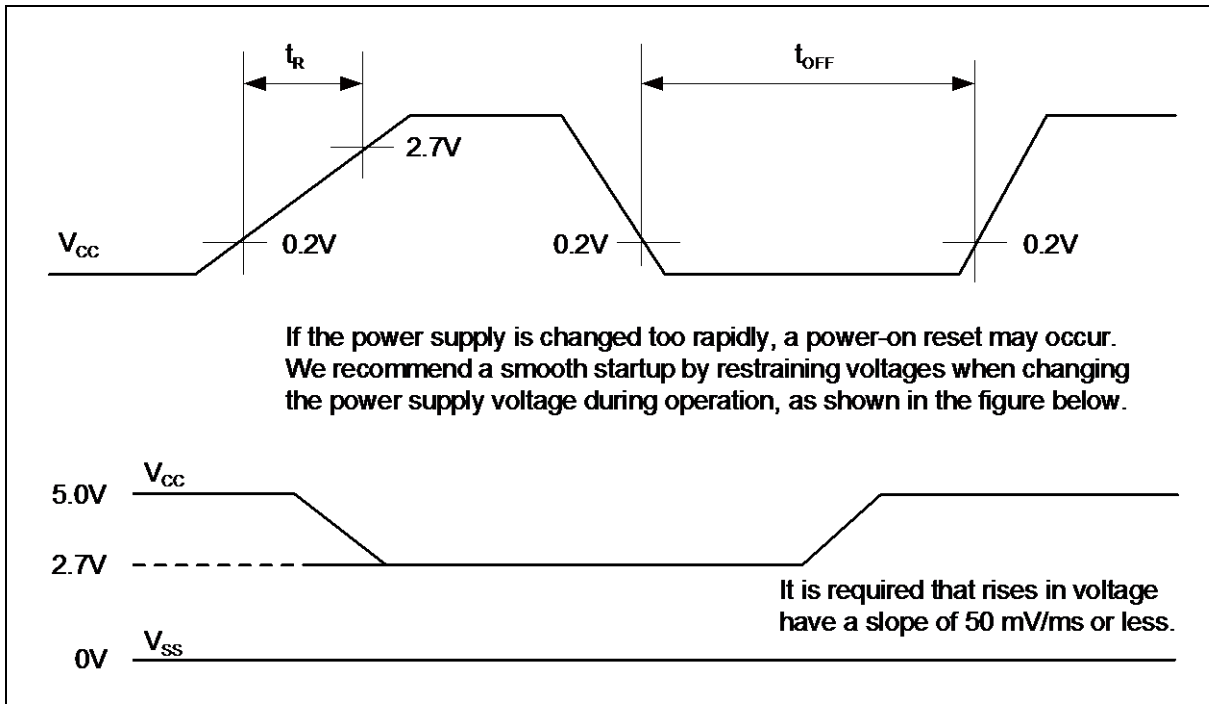 tR
tOFF
2.7V
VCC
0.2V
0.2V
0.2V
If the power supply is changed too rapidly, a power-on reset may occur.
We recommend a smooth startup by restraining voltages when changing
the power supply voltage during operation, as shown in the figure below.
VCC
5.0V
2.7V
It is required that rises in voltage
have a slope of 50 mV/ms or less.
VSS
0V